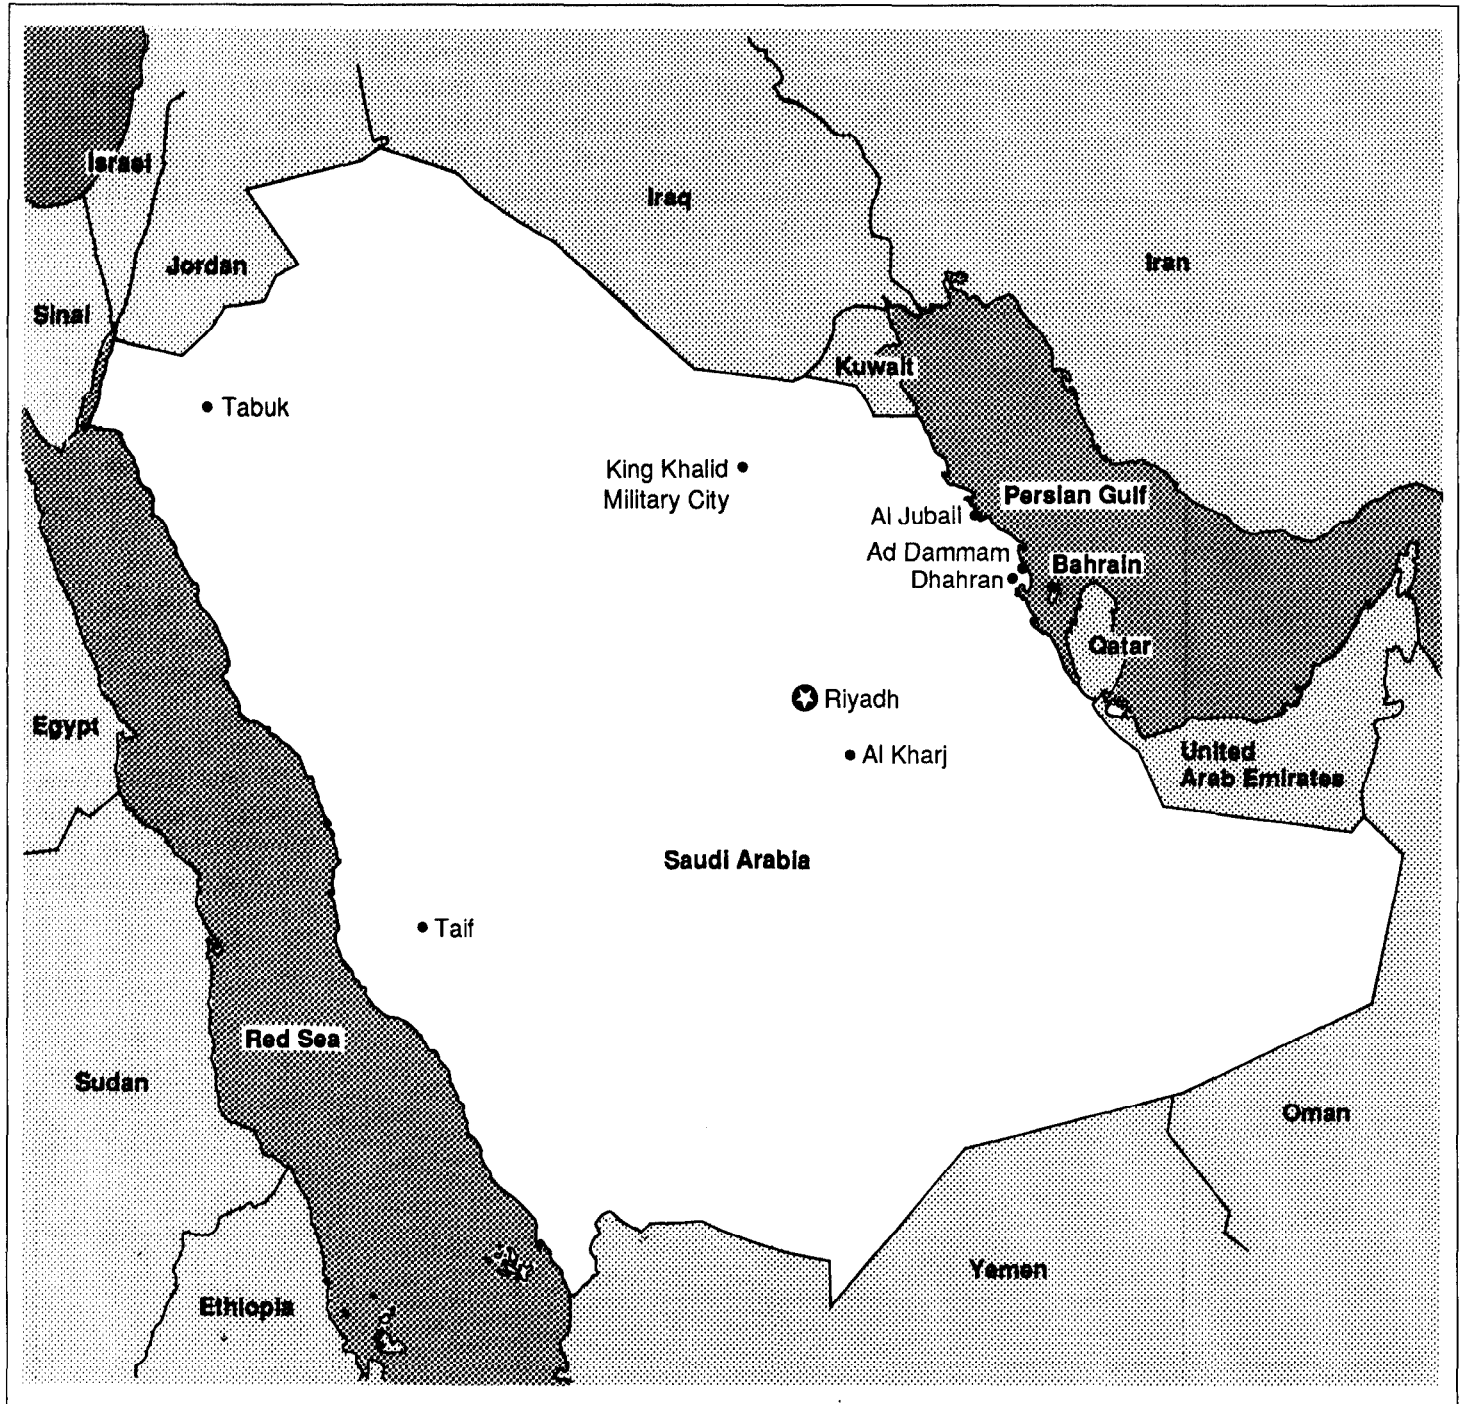 Israel
Iraq
Iran
Jordan
Sinai
Kuwait
Tabuk
King Khalid
Military City
Persian Gulf
Al Jubail
Ad Dammam
Bahrain
Dhahran
Qatar
Riyadh
Egypt
Al Kharj
United
Arab Emirates
Saudi Arabia
Taif
Red Sea
Sudan
Oman
Yemen
Ethiopia